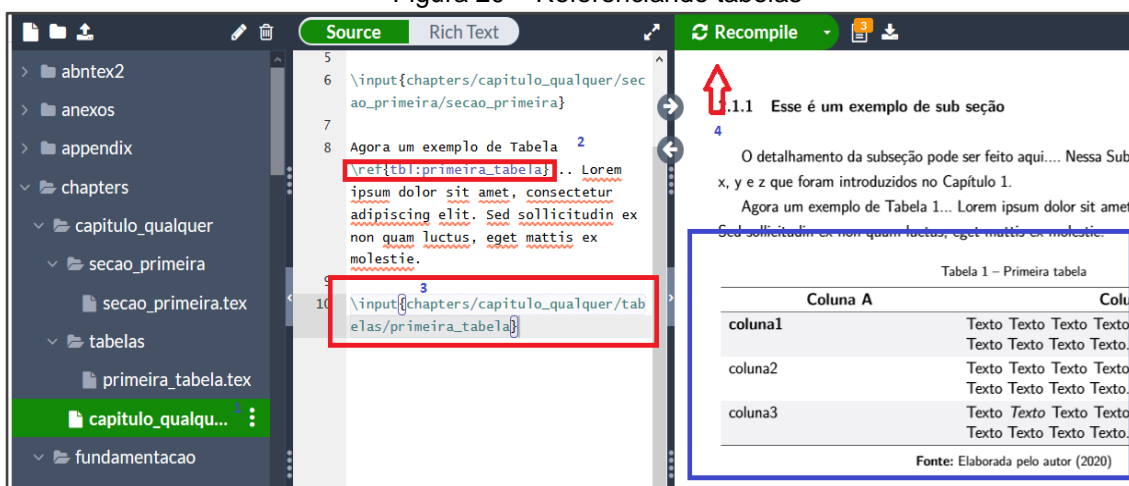 Figura 20 – Referenciando tabelas
Source Rich Text
Recompile
3
abntex2
anexos
appendix
chapters
capitulo_qualquer
secao_primeira
secao_primeira.tex
tabelas
primeira_tabela.tex
capitulo_qualqu...
1
fundamentacao
5
6 \input{chapters/capitulo_qualquer/sec
ao_primeira/secao_primeira}
7
8 Agora um exemplo de Tabela 2
\ref{tbl:primeira_tabela}... Lorem
ipsum dolor sit amet, consectetur
adipiscing elit. Sed sollicitudin ex
non quam luctus, eget mattis ex
molestie.
9
3
10 \input{chapters/capitulo_qualquer/tab
elas/primeira_tabela}
.1.1 Esse é um exemplo de sub seção
4
O detalhamento da subseção pode ser feito aqui.... Nessa Sub
x, y e z que foram introduzidos no Capítulo 1.
Agora um exemplo de Tabela 1... Lorem ipsum dolor sit amet
Sed sollicitudin ex non quam luctus, eget mattis ex molestie.
Tabela 1 – Primeira tabela
Coluna A Colu
coluna1 Texto Texto Texto Texto
Texto Texto Texto Texto.
coluna2 Texto Texto Texto Texto
Texto Texto Texto Texto.
coluna3 Texto Texto Texto Texto
Texto Texto Texto Texto.
Fonte: Elaborada pelo autor (2020)